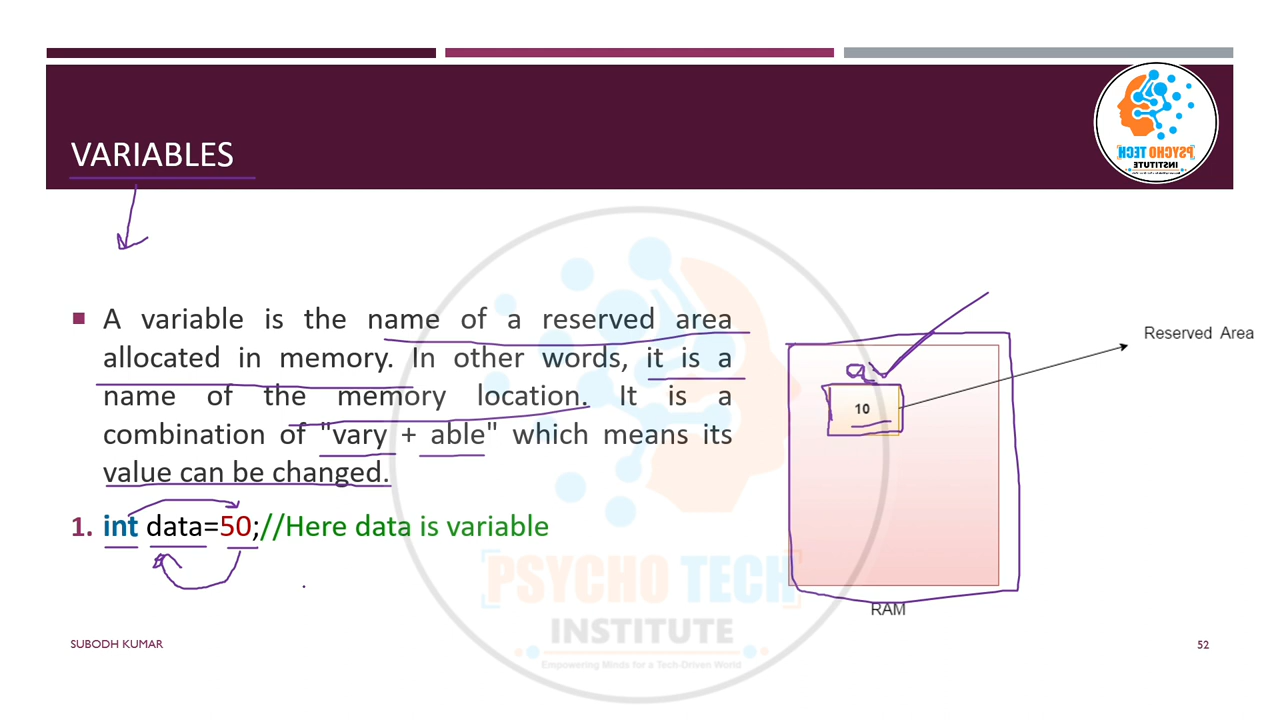 PSYCHO TECH
INSTITUTE
VARIABLES
A variable is the name of a reserved area
allocated in memory. In other words, it is a
name of the memory location. It is a
combination of "vary + able" which means its
value can be changed.
1. int data=50;//Here data is variable
a
10
Reserved Area
RAM
PSYCHO TECH
INSTITUTE
Empowering Minds for a Tech-Driven World
SUBODH KUMAR
52